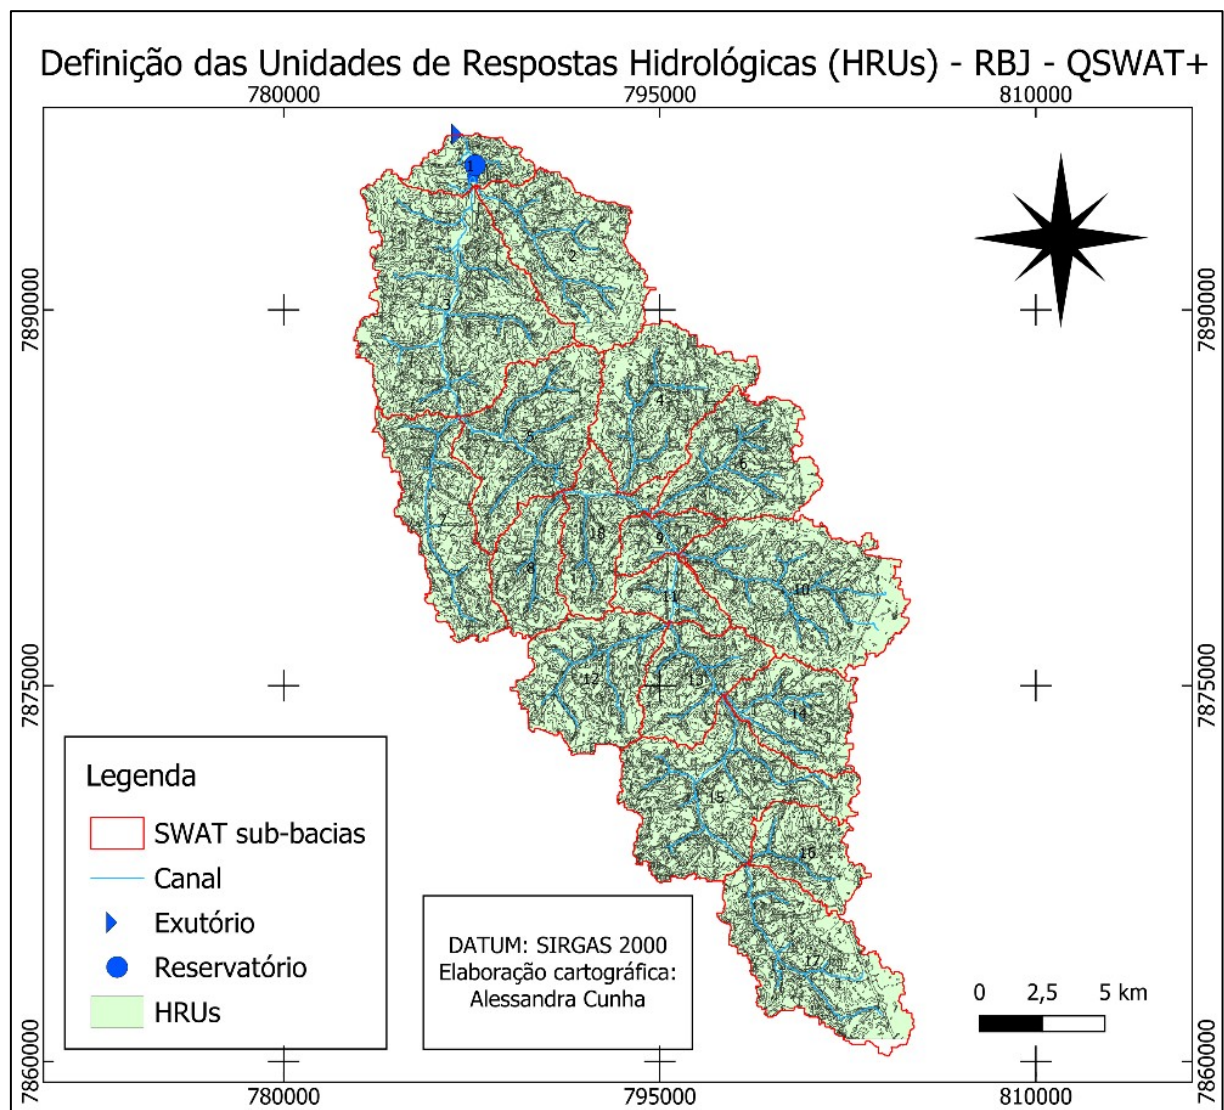 Definição das Unidades de Respostas Hidrológicas (HRUs) - RBJ - QSWAT+
780000 795000 810000
1
2
7890000 7890000
3
4
5
6
7
18
9
8
10
11
12
13
7875000 7875000
14
15
16
17
Legenda
SWAT sub-bacias
Canal
Exutório
Reservatório
HRUs
DATUM: SIRGAS 2000
Elaboração cartográfica:
Alessandra Cunha
0 2,5 5 km
7860000 7860000
780000 795000 810000